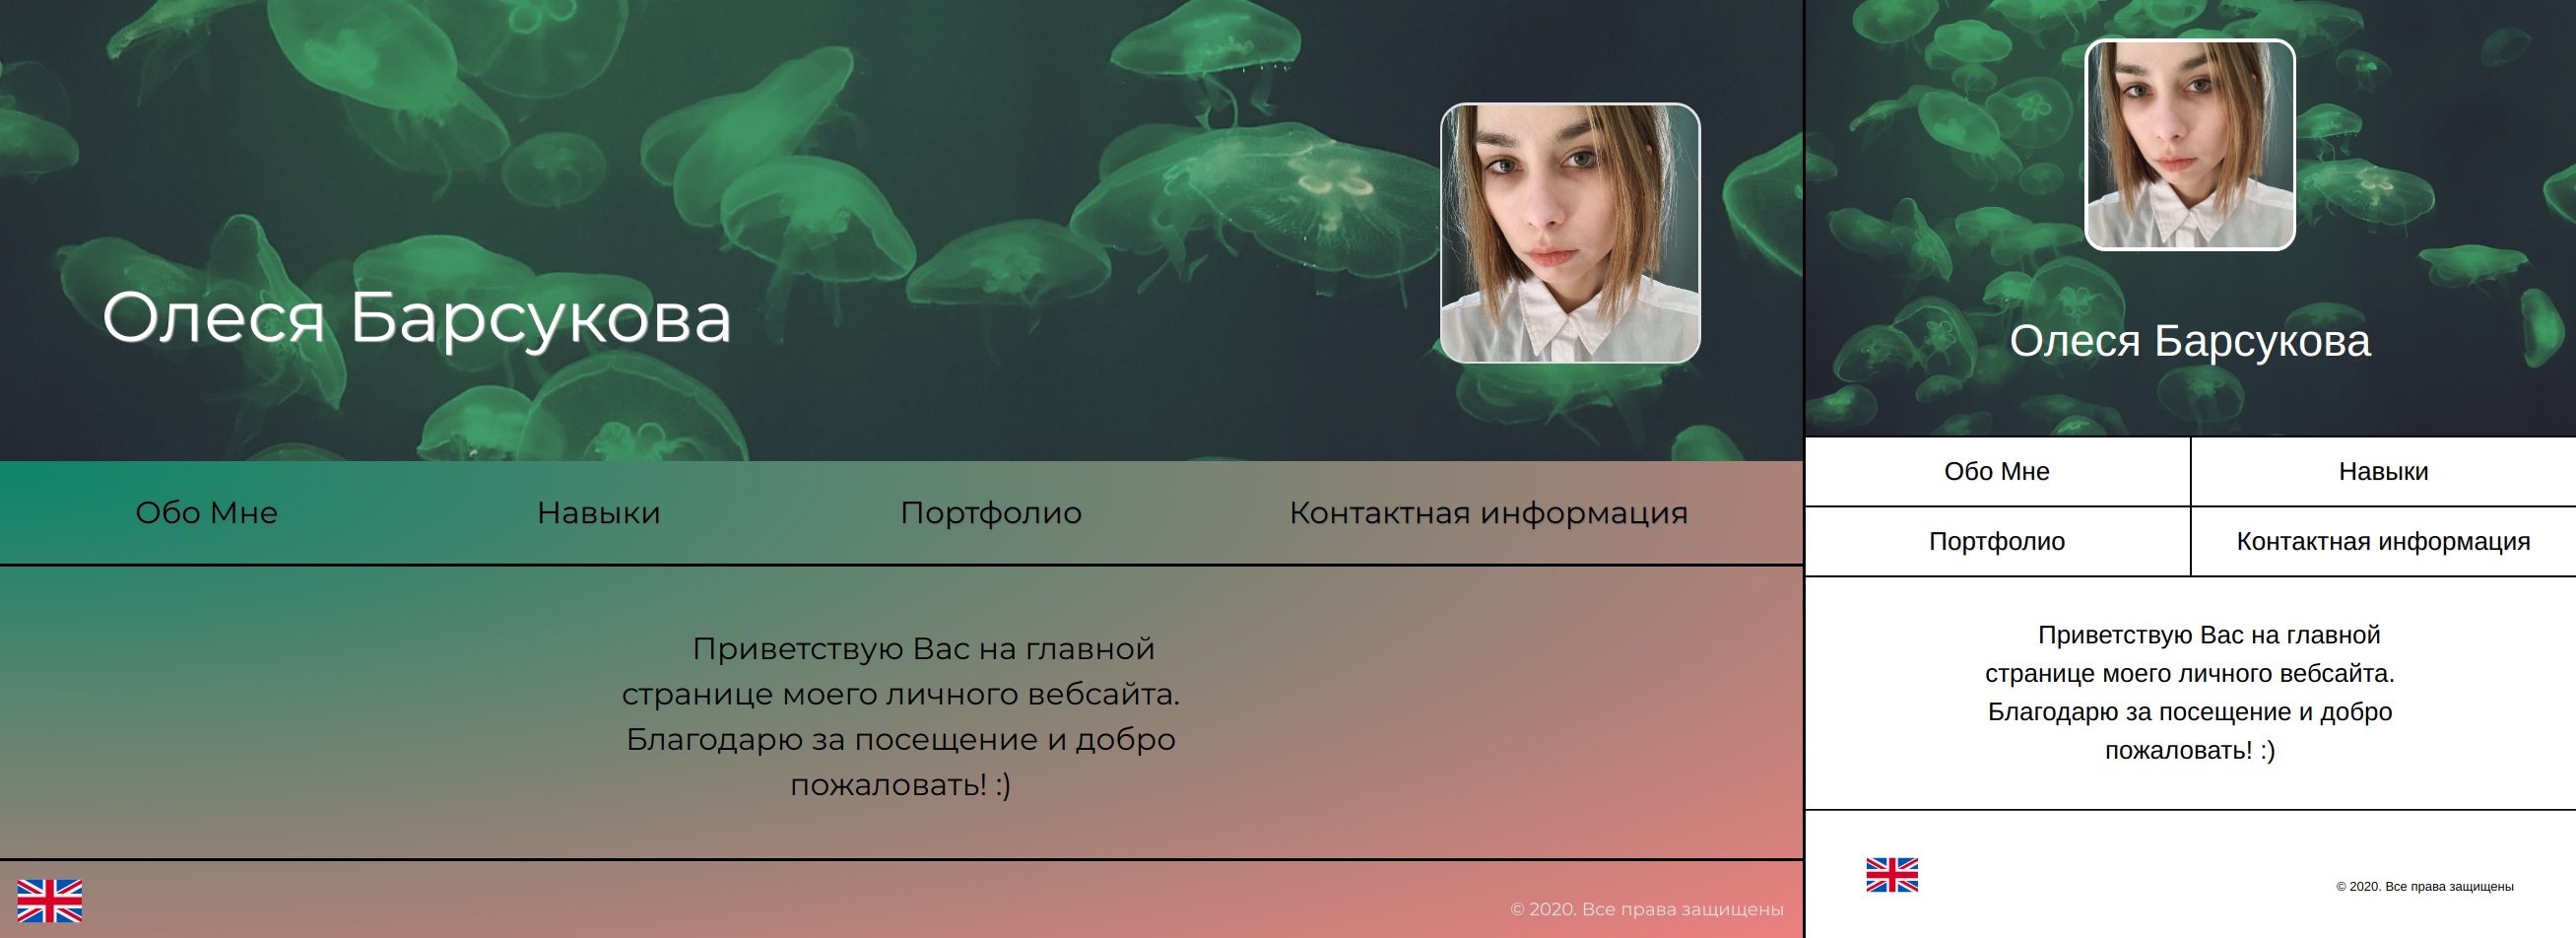 Олеся Барсукова
Обо Мне
Навыки
Портфолио
Контактная информация
Приветствую Вас на главной
странице моего личного вебсайта.
Благодарю за посещение и добро
пожаловать! :)
© 2020. Все права защищены
Олеся Барсукова
Обо Мне
Навыки
Портфолио
Контактная информация
Приветствую Вас на главной
странице моего личного вебсайта.
Благодарю за посещение и добро
пожаловать! :)
© 2020. Все права защищены